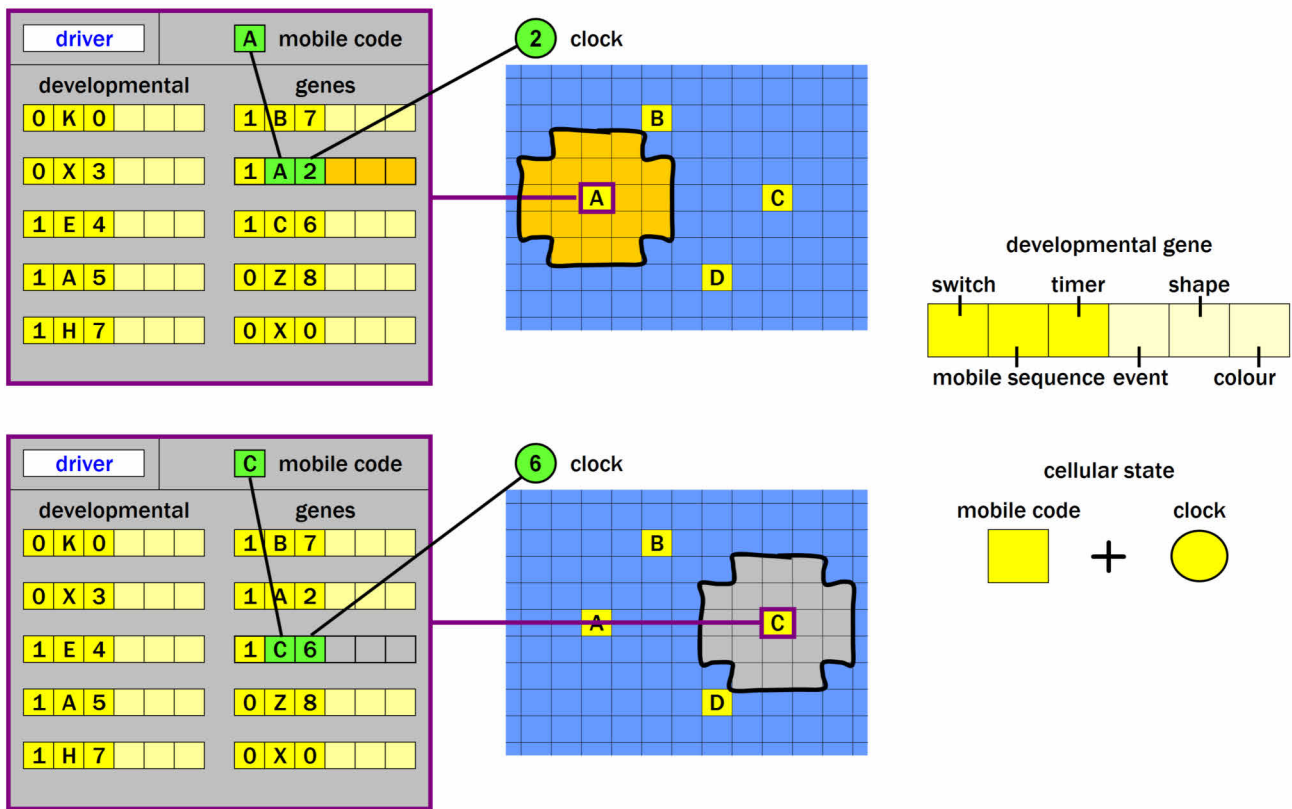 driver A mobile code 2 clock
developmental genes
0 K 0 1 B 7
0 X 3 1 A 2
1 E 4 1 C 6
1 A 5 0 Z 8
1 H 7 0 X 0
B
A C
D
developmental gene
switch timer shape
mobile sequence event colour
driver C mobile code 6 clock
developmental genes
0 K 0 1 B 7
0 X 3 1 A 2
1 E 4 1 C 6
1 A 5 0 Z 8
1 H 7 0 X 0
B
A C
D
cellular state
mobile code clock
+